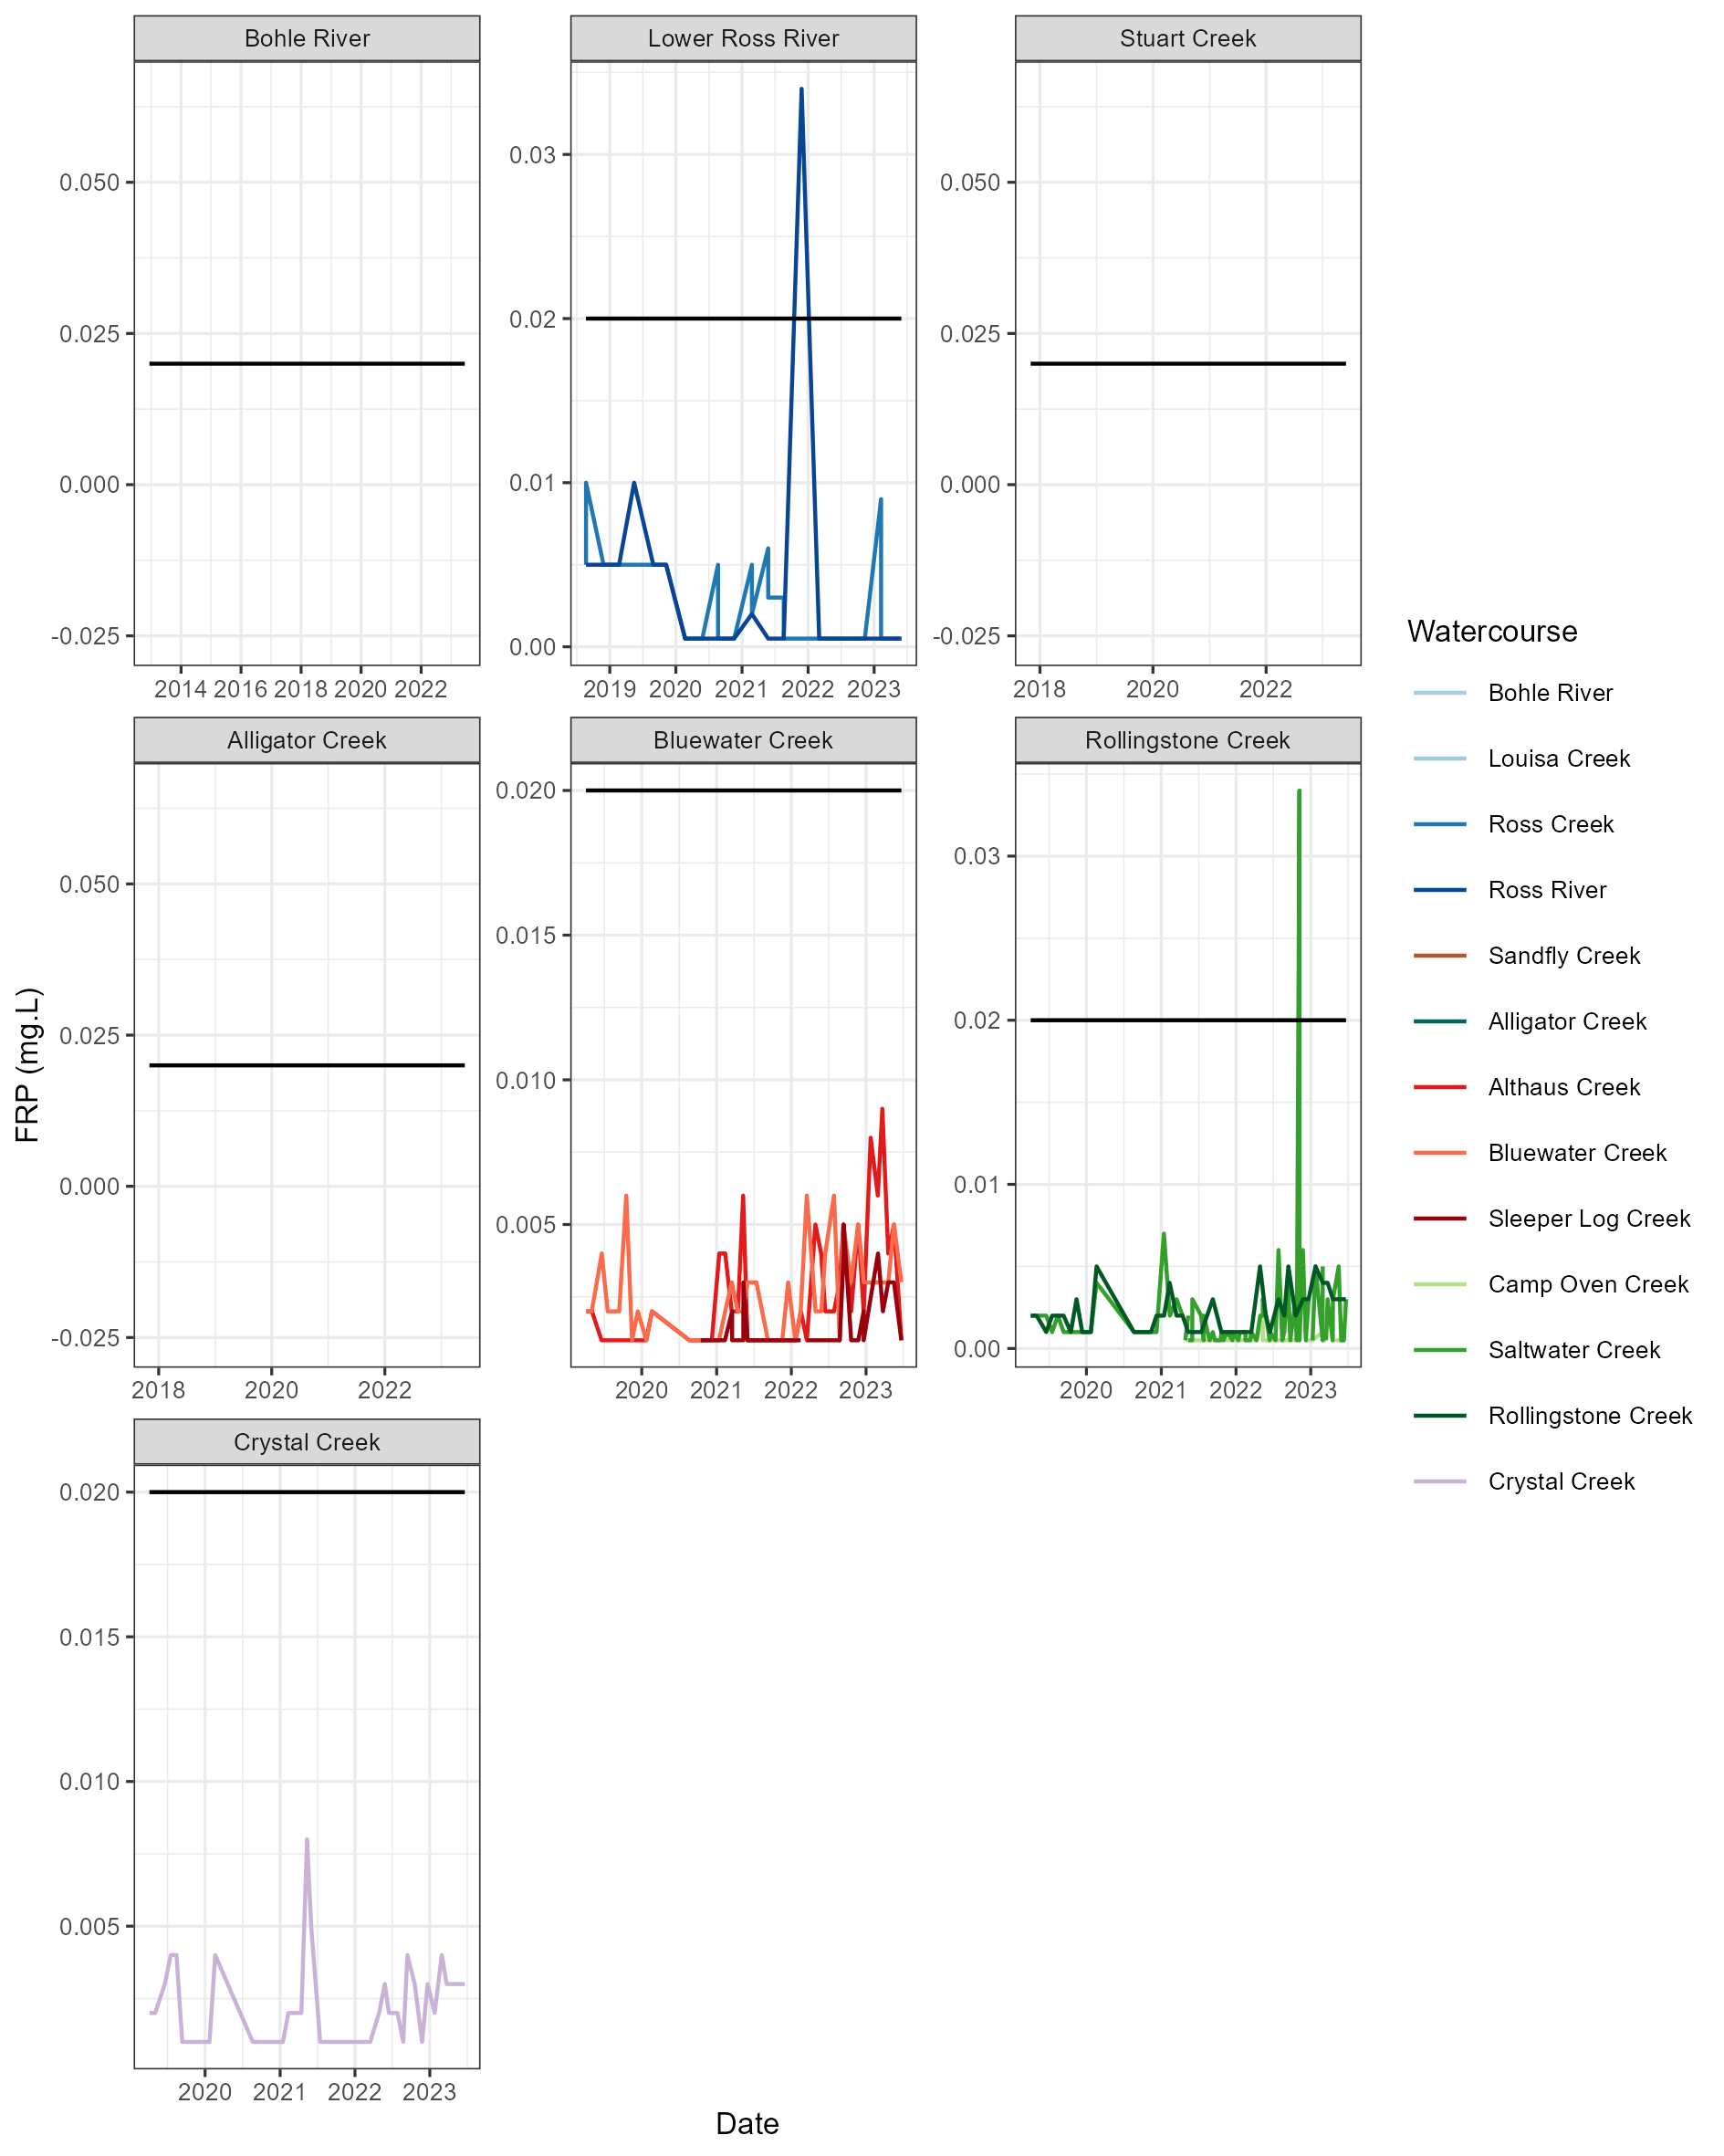 Bohle River
Lower Ross River
Stuart Creek
0.050
0.025
0.000
-0.025
0.03
0.02
0.01
0.00
0.050
0.025
0.000
-0.025
2014 2016 2018 2020 2022
2019 2020 2021 2022 2023
2018 2020 2022
Alligator Creek
Bluewater Creek
Rollingstone Creek
0.050
0.025
0.000
-0.025
0.020
0.015
0.010
0.005
0.03
0.02
0.01
0.00
2018 2020 2022
2020 2021 2022 2023
2020 2021 2022 2023
Crystal Creek
0.020
0.015
0.010
0.005
2020 2021 2022 2023
FRP (mg.L)
Date
Watercourse
Bohle River
Louisa Creek
Ross Creek
Ross River
Sandfly Creek
Alligator Creek
Althaus Creek
Bluewater Creek
Sleeper Log Creek
Camp Oven Creek
Saltwater Creek
Rollingstone Creek
Crystal Creek